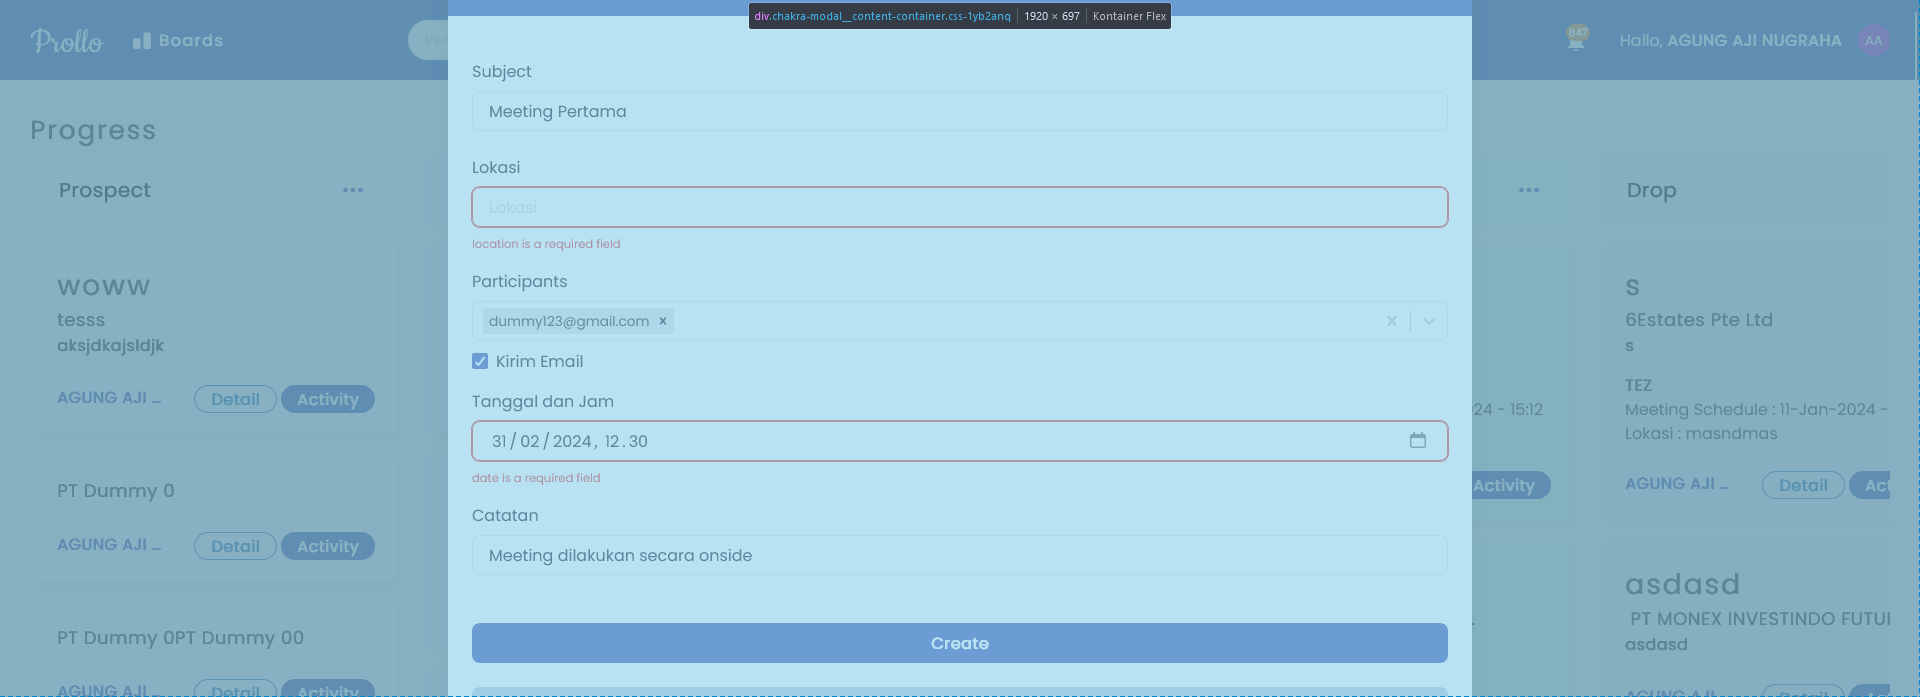 div.chakra-modal__content-container.css-1yb2anq 1920 × 697 Kontainer Flex
Prollo
Boards
Per
847
Hallo, AGUNG AJI NUGRAHA
AA
Progress
Prospect
woww
tesss
aksjdkajsldjk
AGUNG AJI ...
Detail
Activity
PT Dummy 0
AGUNG AJI ...
Detail
Activity
PT Dummy 0PT Dummy 00
AGUNG AJI ...
Detail
Activity
Subject
Meeting Pertama
Lokasi
Lokasi
location is a required field
Participants
dummy123@gmail.com
Kirim Email
Tanggal dan Jam
31/02/2024, 12.30
date is a required field
Catatan
Meeting dilakukan secara onside
Create
24 - 15:12
Activity
Drop
s
6Estates Pte Ltd
s
TEZ
Meeting Schedule : 11-Jan-2024 -
Lokasi : masndmas
AGUNG AJI ...
Detail
Act
asdasd
PT MONEX INVESTINDO FUTU
asdasd
AGUNG AJI ...
Detail
Act